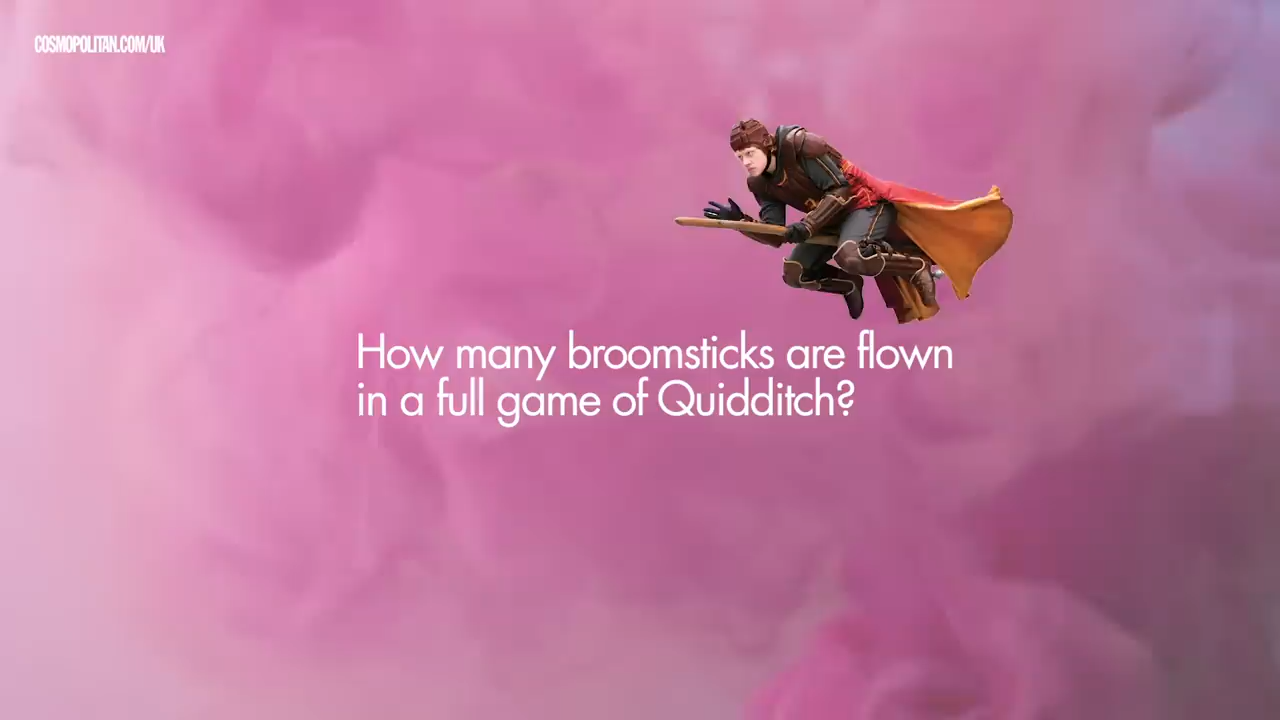 COSMOPOLITAN.COM/UK
How many broomsticks are flown
in a full game of Quidditch?